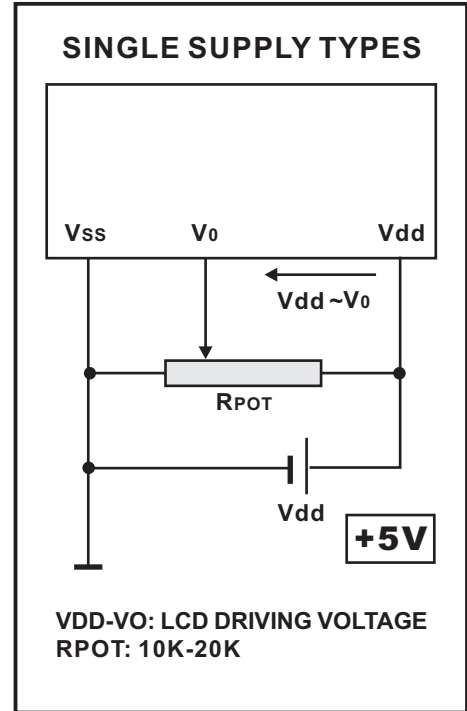 SINGLE SUPPLY TYPES
Vss V0 Vdd
Vdd ~V0
RPOT
Vdd
+5V
VDD-VO: LCD DRIVING VOLTAGE
RPOT: 10K-20K